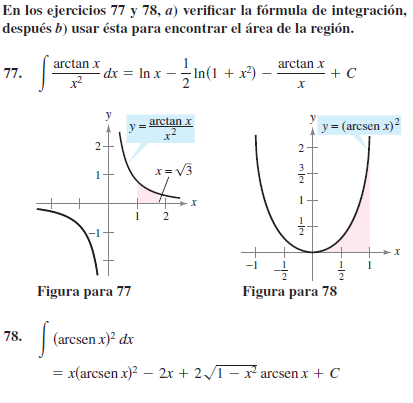 En los ejercicios 77 y 78, a) verificar la fórmula de integración,
después b) usar ésta para encontrar el área de la región.
77. ∫ arctan x / x² dx = ln x − 1/2 ln(1 + x²) − arctan x / x + C
y
y = arctan x / x²
2
1
x = √3
x
1
2
−1
Figura para 77
y
y = (arcsen x)²
2
3/2
1
1/2
x
−1
−1/2
1/2
1
Figura para 78
78. ∫ (arcsen x)² dx
= x(arcsen x)² − 2x + 2√1 − x² arcsen x + C